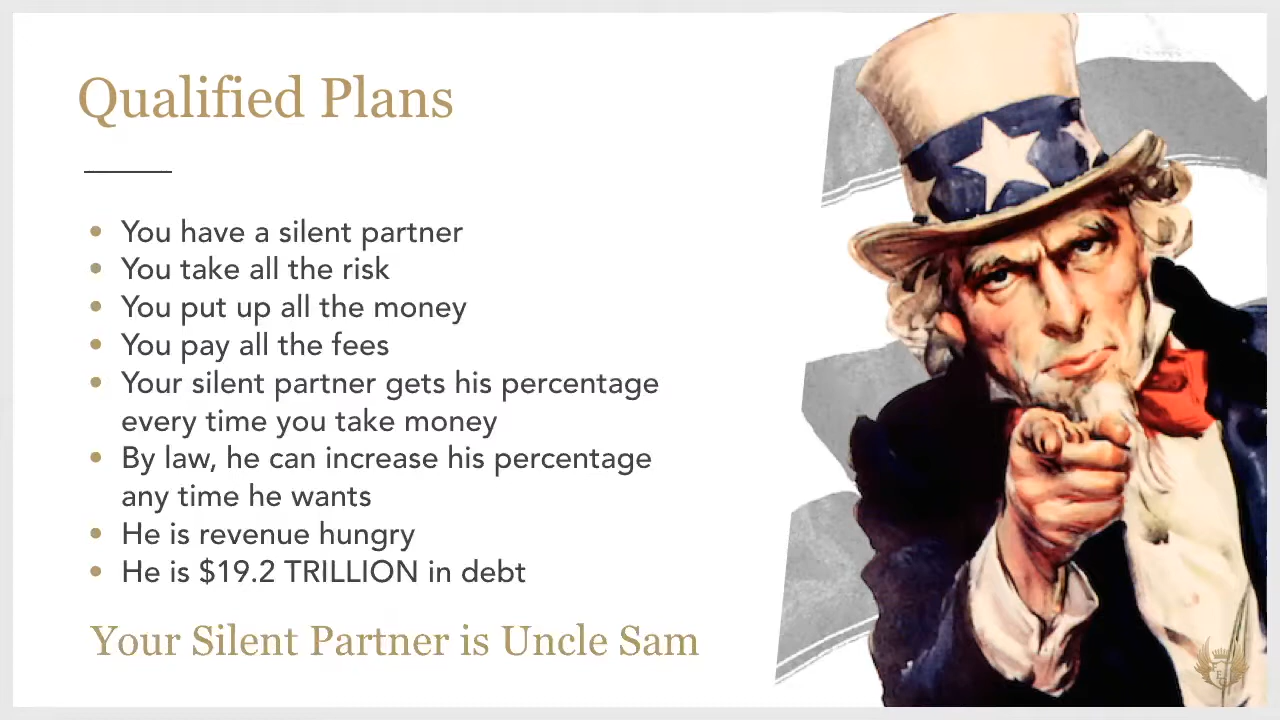 Qualified Plans
• You have a silent partner
• You take all the risk
• You put up all the money
• You pay all the fees
• Your silent partner gets his percentage
every time you take money
• By law, he can increase his percentage
any time he wants
• He is revenue hungry
• He is $19.2 TRILLION in debt
Your Silent Partner is Uncle Sam